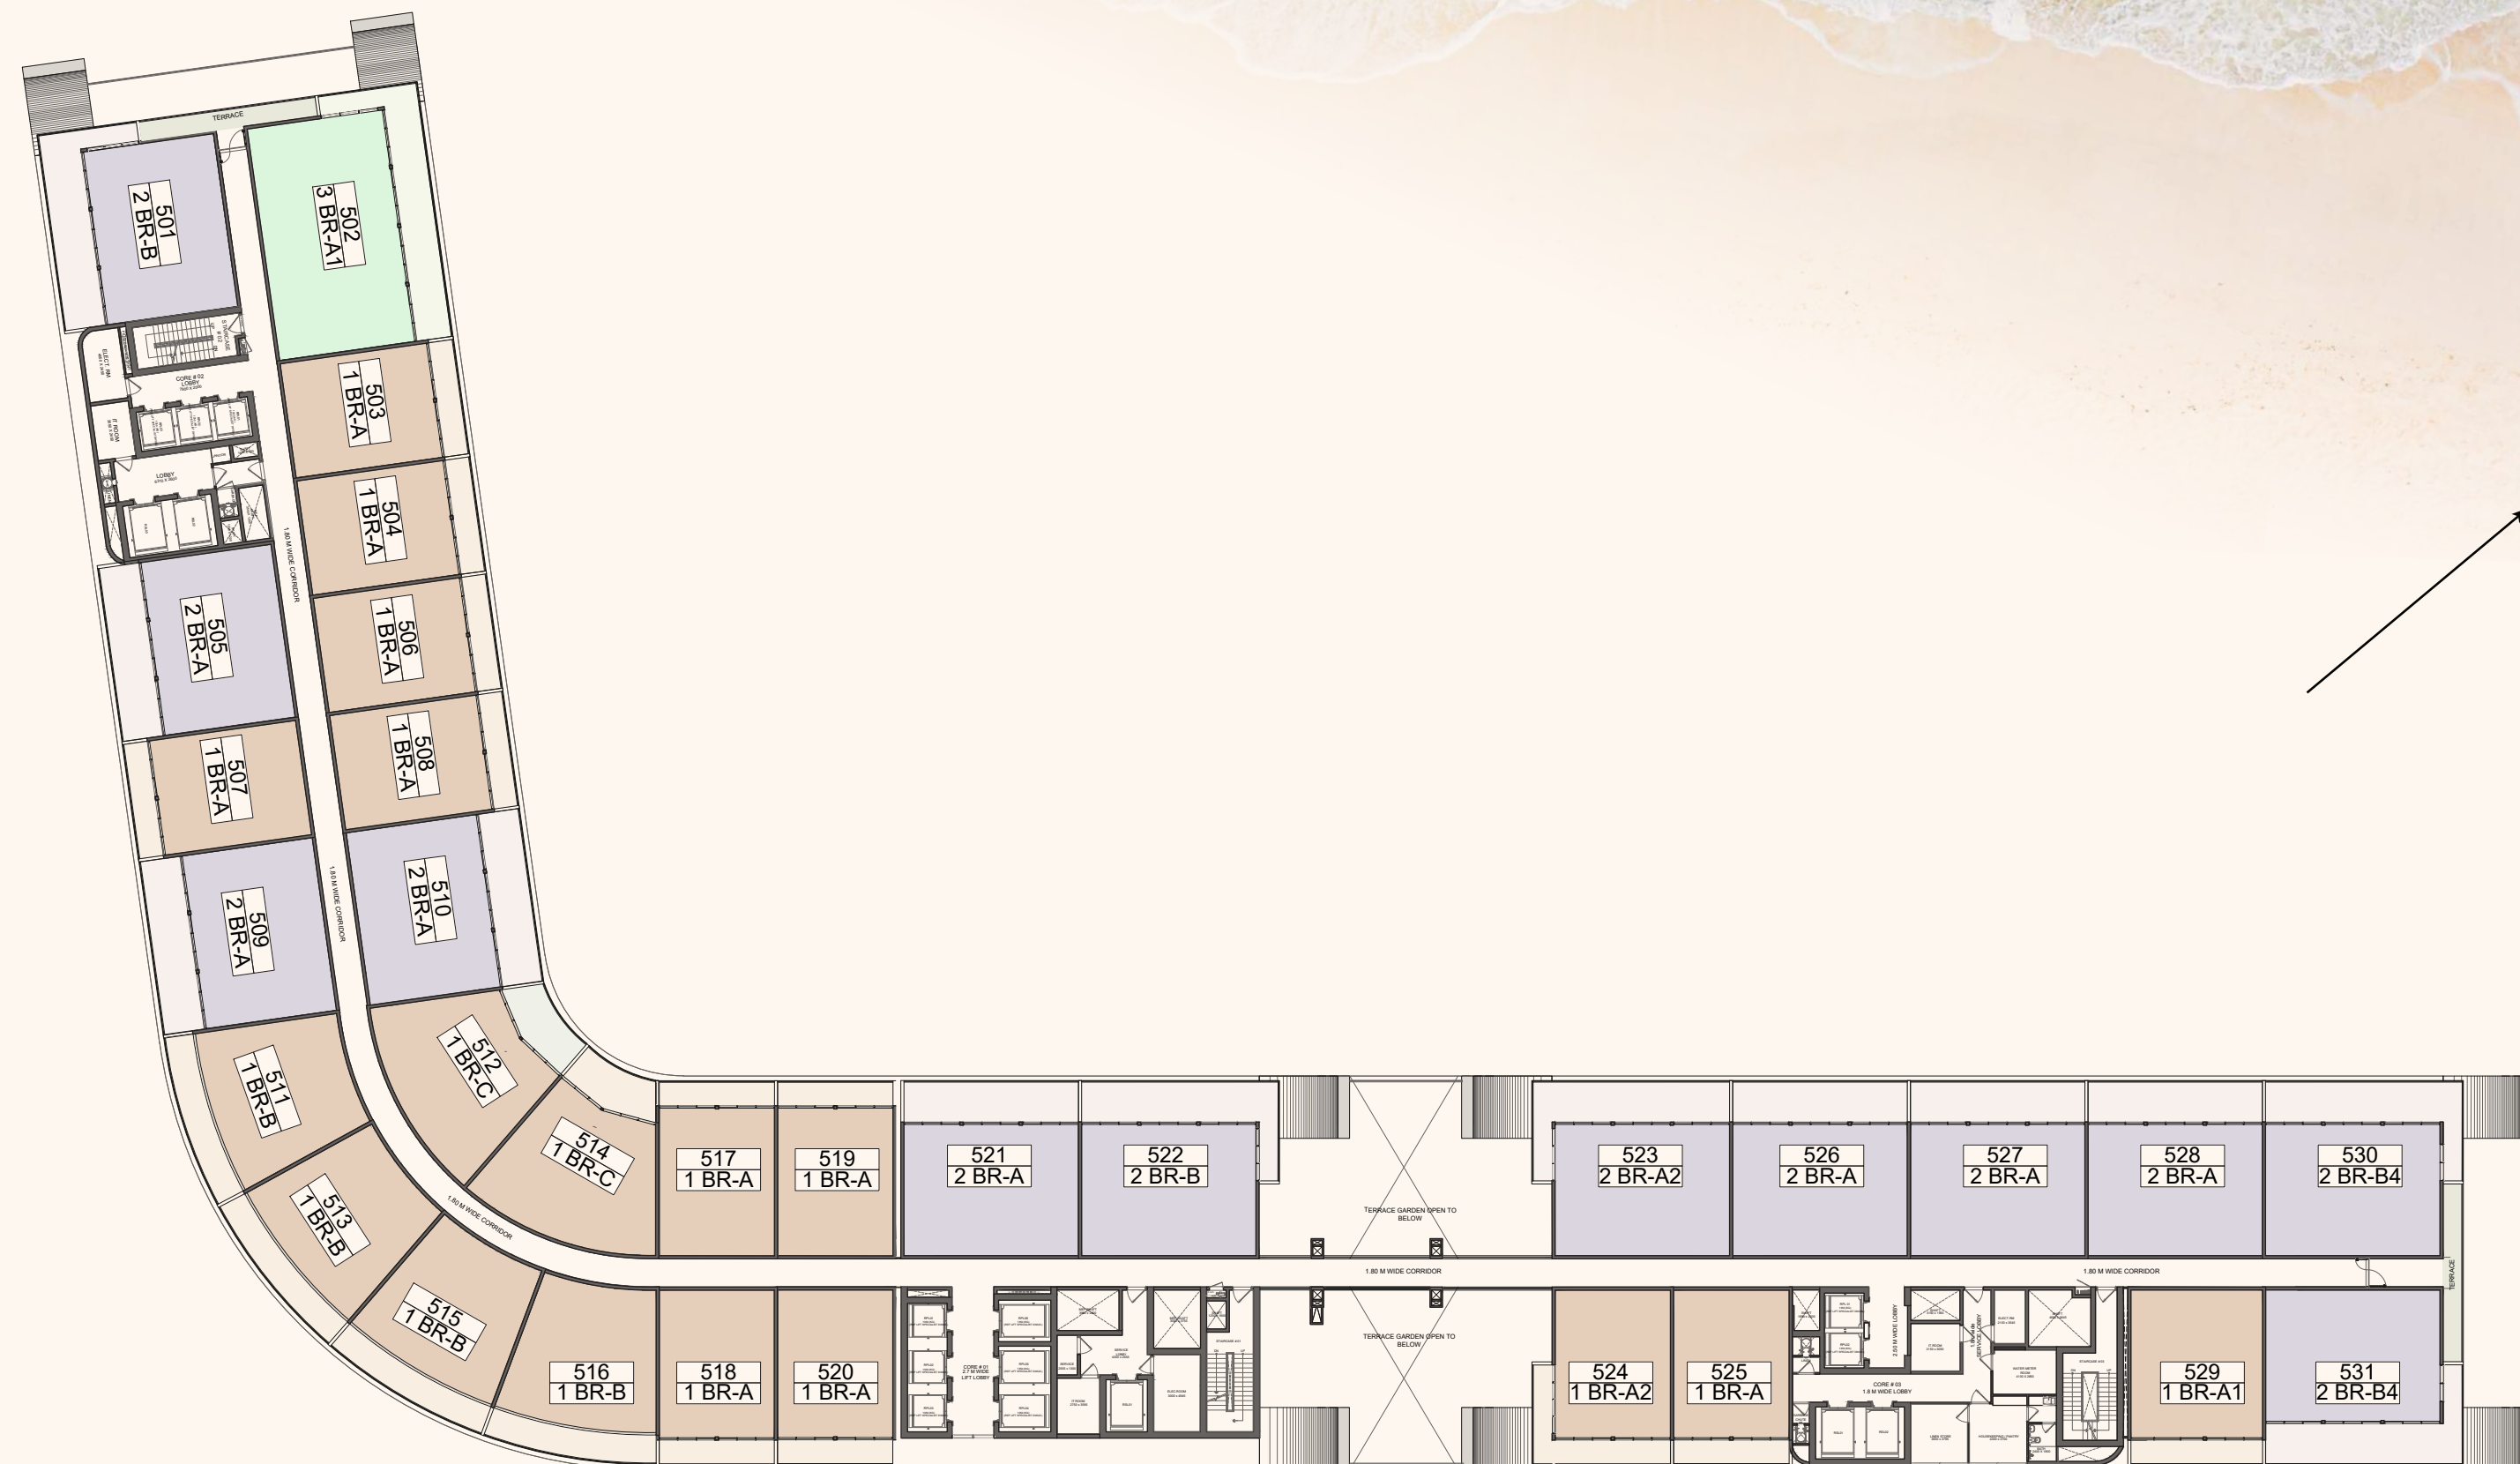 TERRACE
501
2 BR-B
502
3 BR-A1
STAIRCASE
ELECT. RM
CORE # 02
LOBBY
503
1 BR-A
IT ROOM
LOBBY
504
1 BR-A
1.80 M WIDE CORRIDOR
505
2 BR-A
506
1 BR-A
507
1 BR-A
508
1 BR-A
509
2 BR-A
1.80 M WIDE CORRIDOR
510
2 BR-A
511
1 BR-B
512
1 BR-C
513
1 BR-B
514
1 BR-C
1.80 M WIDE CORRIDOR
515
1 BR-B
516
1 BR-B
517
1 BR-A
519
1 BR-A
521
2 BR-A
522
2 BR-B
TERRACE GARDEN OPEN TO
BELOW
523
2 BR-A2
526
2 BR-A
527
2 BR-A
528
2 BR-A
530
2 BR-B4
1.80 M WIDE CORRIDOR
1.80 M WIDE CORRIDOR
TERRACE
518
1 BR-A
520
1 BR-A
CORE # 01
2.7 M WIDE
LIFT LOBBY
TERRACE GARDEN OPEN TO
BELOW
524
1 BR-A2
525
1 BR-A
2.50 M WIDE LOBBY
SERVICE LOBBY
CORE # 03
1.8 M WIDE LOBBY
529
1 BR-A1
531
2 BR-B4